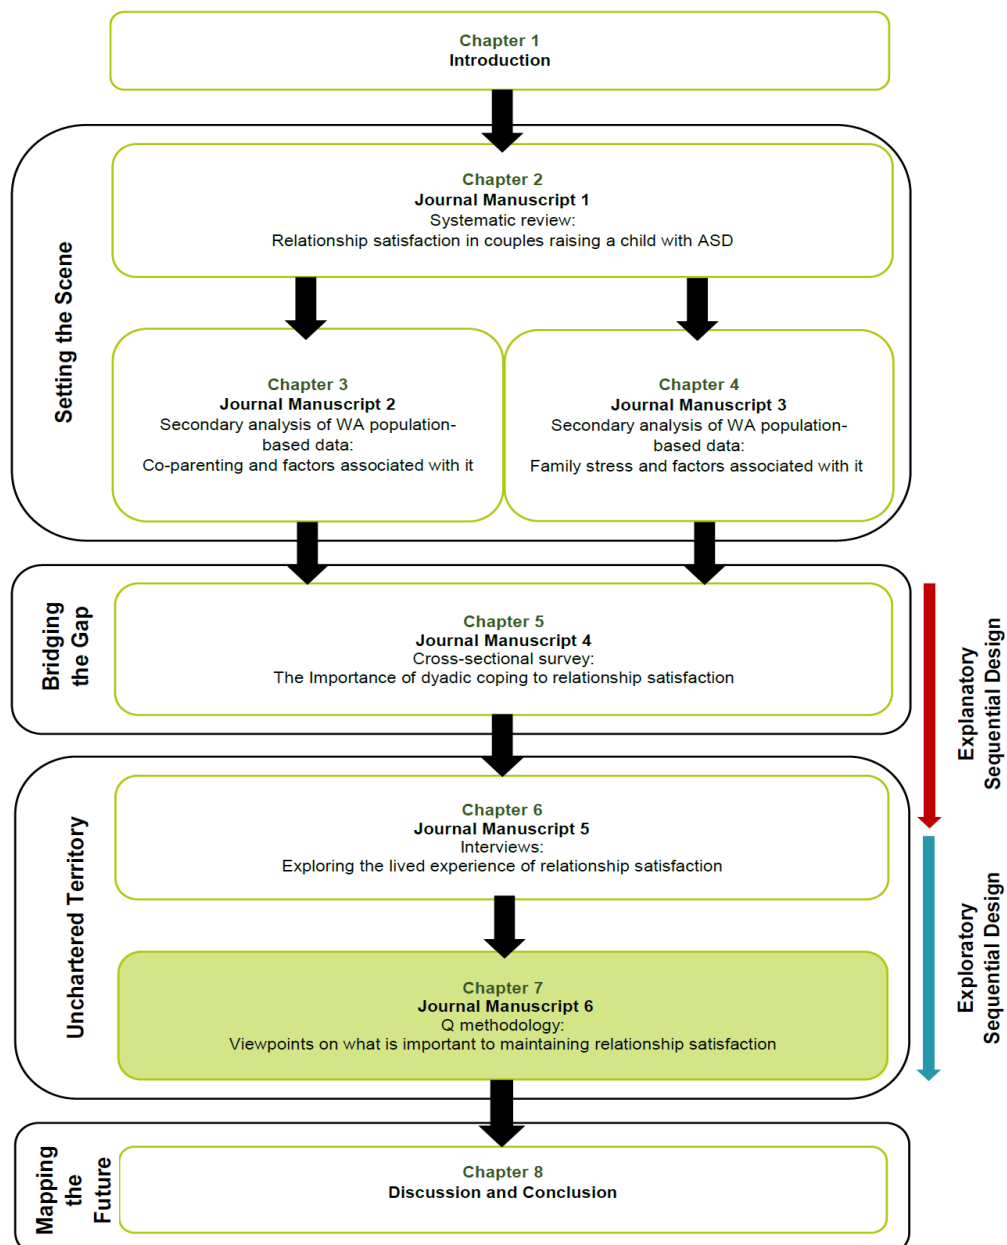 Chapter 1
Introduction
Setting the Scene
Chapter 2
Journal Manuscript 1
Systematic review:
Relationship satisfaction in couples raising a child with ASD
Chapter 3
Journal Manuscript 2
Secondary analysis of WA population-
based data:
Co-parenting and factors associated with it
Chapter 4
Journal Manuscript 3
Secondary analysis of WA population-
based data:
Family stress and factors associated with it
Bridging
the Gap
Chapter 5
Journal Manuscript 4
Cross-sectional survey:
The Importance of dyadic coping to relationship satisfaction
Explanatory
Sequential Design
Unchartered Territory
Chapter 6
Journal Manuscript 5
Interviews:
Exploring the lived experience of relationship satisfaction
Chapter 7
Journal Manuscript 6
Q methodology:
Viewpoints on what is important to maintaining relationship satisfaction
Exploratory
Sequential Design
Mapping
the
Future
Chapter 8
Discussion and Conclusion